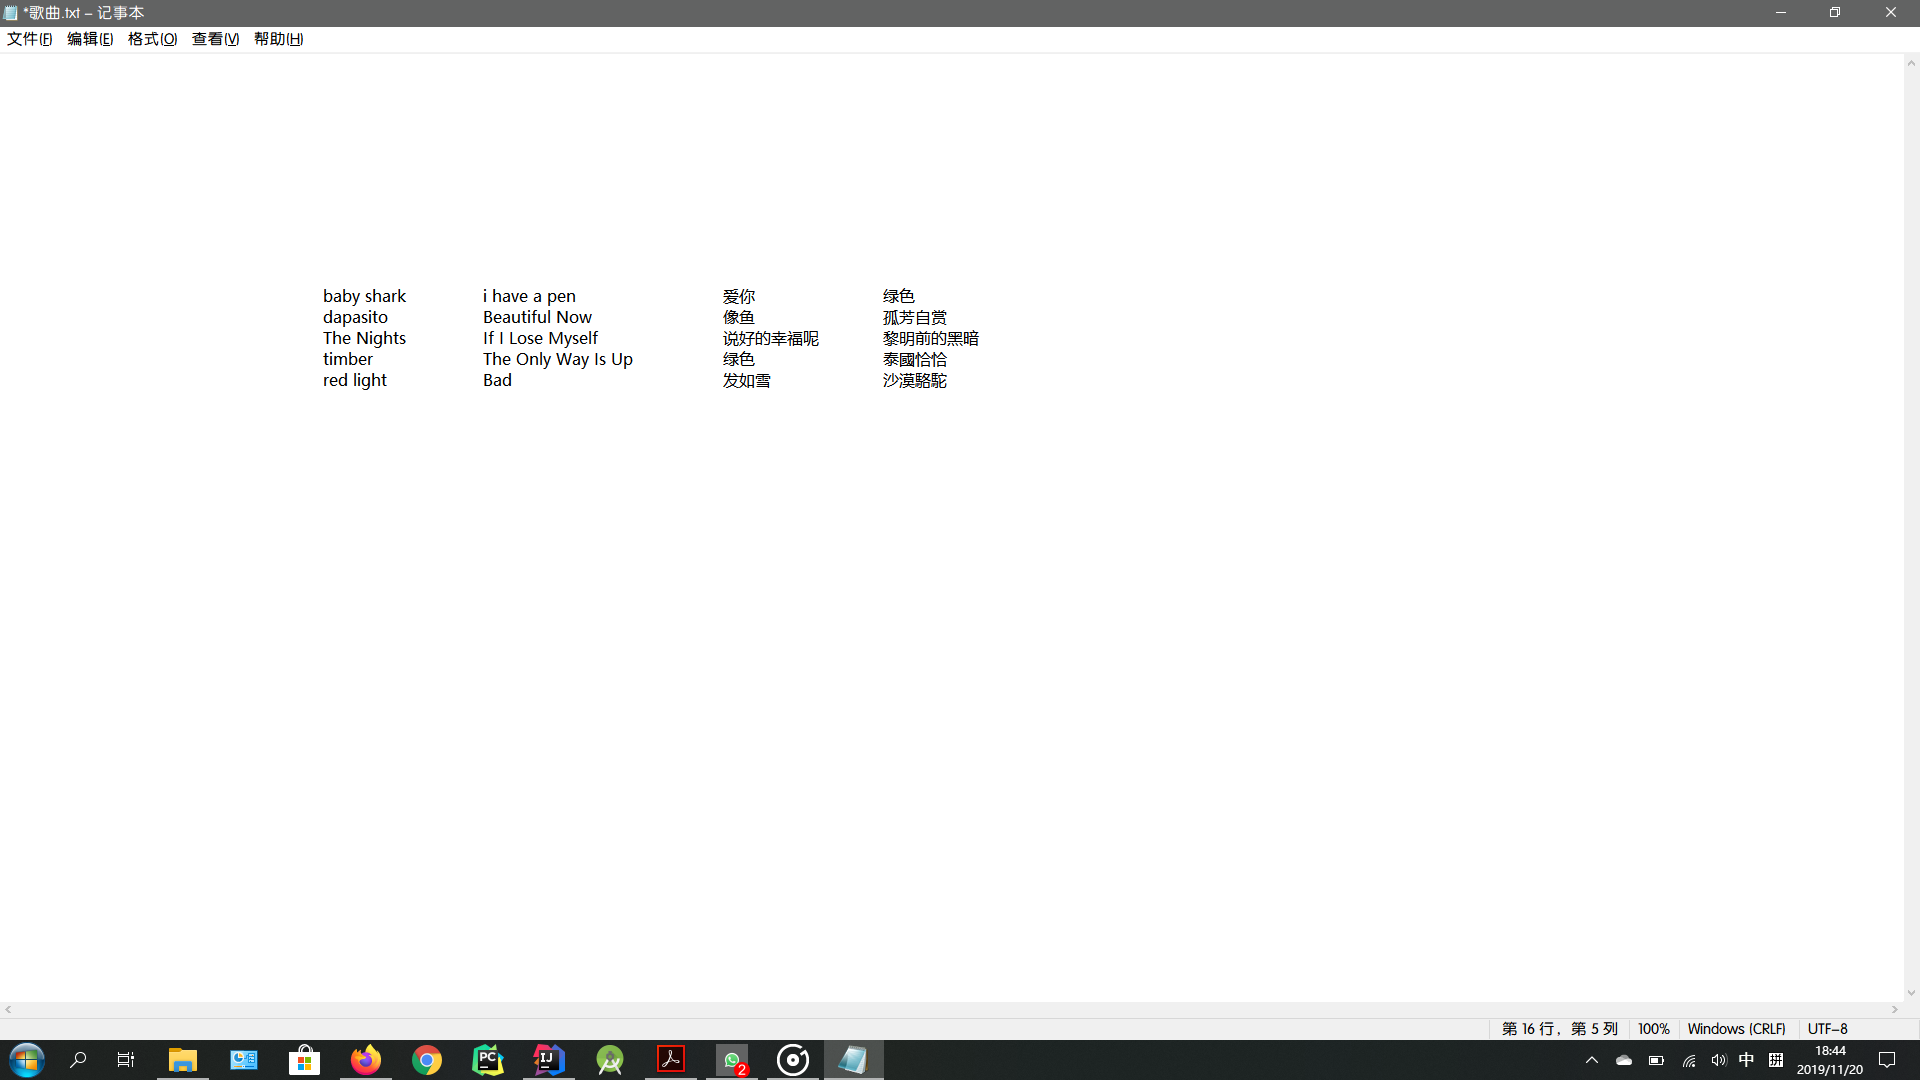 *歌曲.txt - 记事本
文件(F) 编辑(E) 格式(O) 查看(V) 帮助(H)
baby shark i have a pen 爱你 绿色
dapasito Beautiful Now 像鱼 孤芳自赏
The Nights If I Lose Myself 说好的幸福呢 黎明前的黑暗
timber The Only Way Is Up 绿色 泰國恰恰
red light Bad 发如雪 沙漠駱駝
第 16 行，第 5 列 100% Windows (CRLF) UTF-8
PC IJ 2 中 拼 18:44
2019/11/20